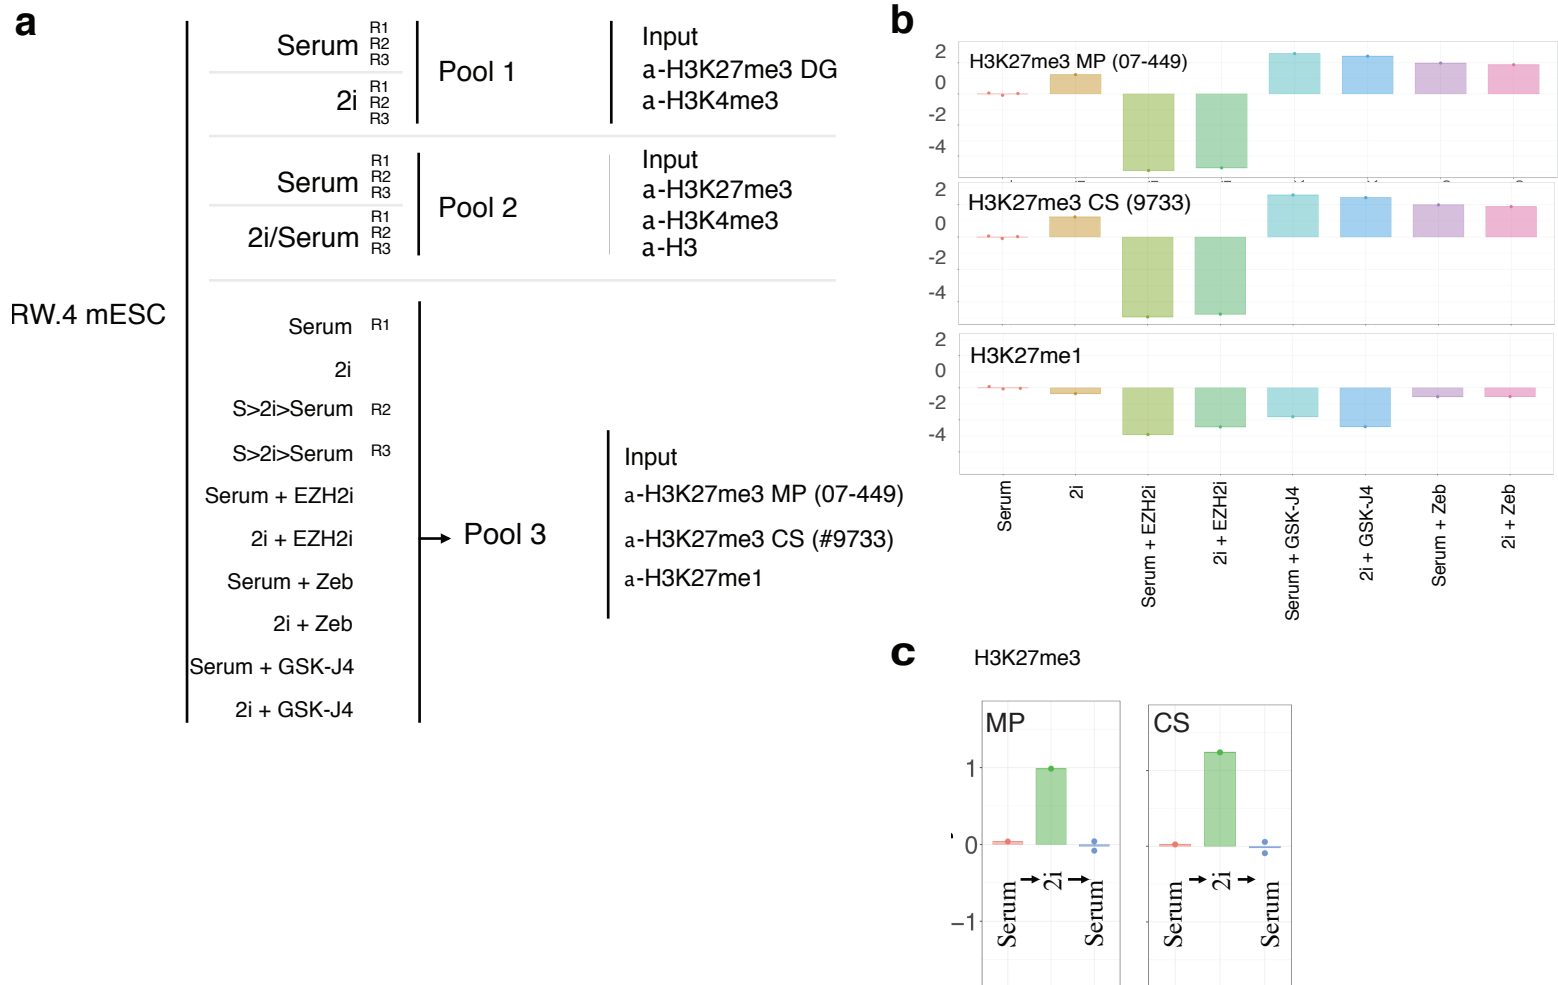 a
RW.4 mESC
Serum
R1
R2
R3
2i
R1
R2
R3
Pool 1
Input
a-H3K27me3 DG
a-H3K4me3
Serum
R1
R2
R3
2i/Serum
R1
R2
R3
Pool 2
Input
a-H3K27me3
a-H3K4me3
a-H3
Serum R1
2i
S>2i>Serum R2
S>2i>Serum R3
Serum + EZH2i
2i + EZH2i
Serum + Zeb
2i + Zeb
Serum + GSK-J4
2i + GSK-J4
Pool 3
Input
a-H3K27me3 MP (07-449)
a-H3K27me3 CS (#9733)
a-H3K27me1
b
H3K27me3 MP (07-449)
2
0
-2
-4
H3K27me3 CS (9733)
2
0
-2
-4
H3K27me1
2
0
-2
-4
Serum
2i
Serum + EZH2i
2i + EZH2i
Serum + GSK-J4
2i + GSK-J4
Serum + Zeb
2i + Zeb
c
H3K27me3
MP
1
0
−1
Serum
2i
Serum
CS
Serum
2i
Serum